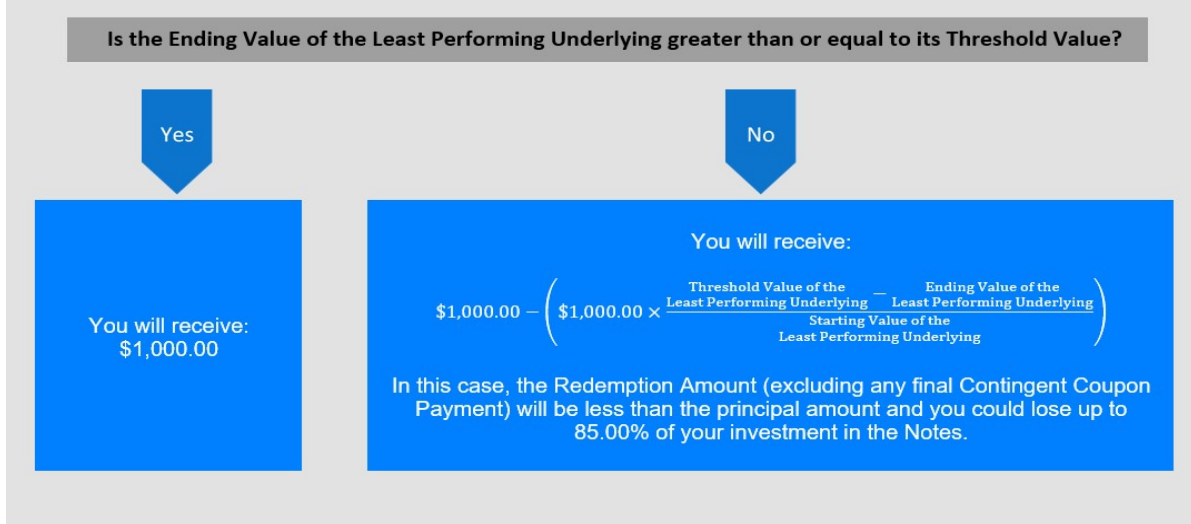 Is the Ending Value of the Least Performing Underlying greater than or equal to its Threshold Value?
Yes
No
You will receive:
$1,000.00
You will receive:
$1,000.00 − ( $1,000.00 × Threshold Value of the Least Performing Underlying − Ending Value of the Least Performing Underlying / Starting Value of the Least Performing Underlying )
In this case, the Redemption Amount (excluding any final Contingent Coupon
Payment) will be less than the principal amount and you could lose up to
85.00% of your investment in the Notes.